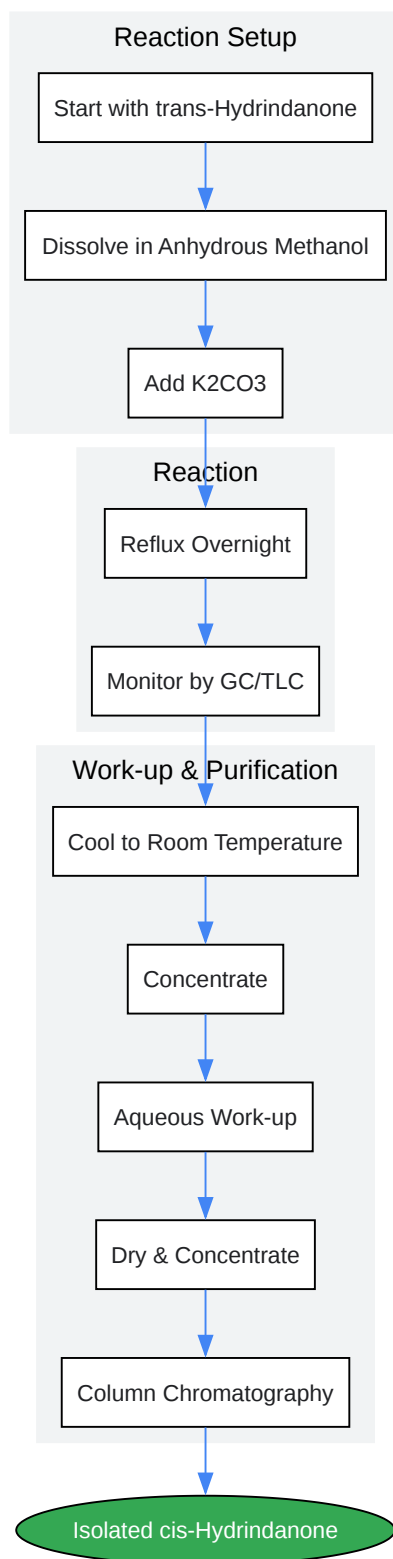 Reaction Setup
Start with trans-Hydrindanone
Dissolve in Anhydrous Methanol
Add K2CO3
Reaction
Reflux Overnight
Monitor by GC/TLC
Work-up & Purification
Cool to Room Temperature
Concentrate
Aqueous Work-up
Dry & Concentrate
Column Chromatography
Isolated cis-Hydrindanone